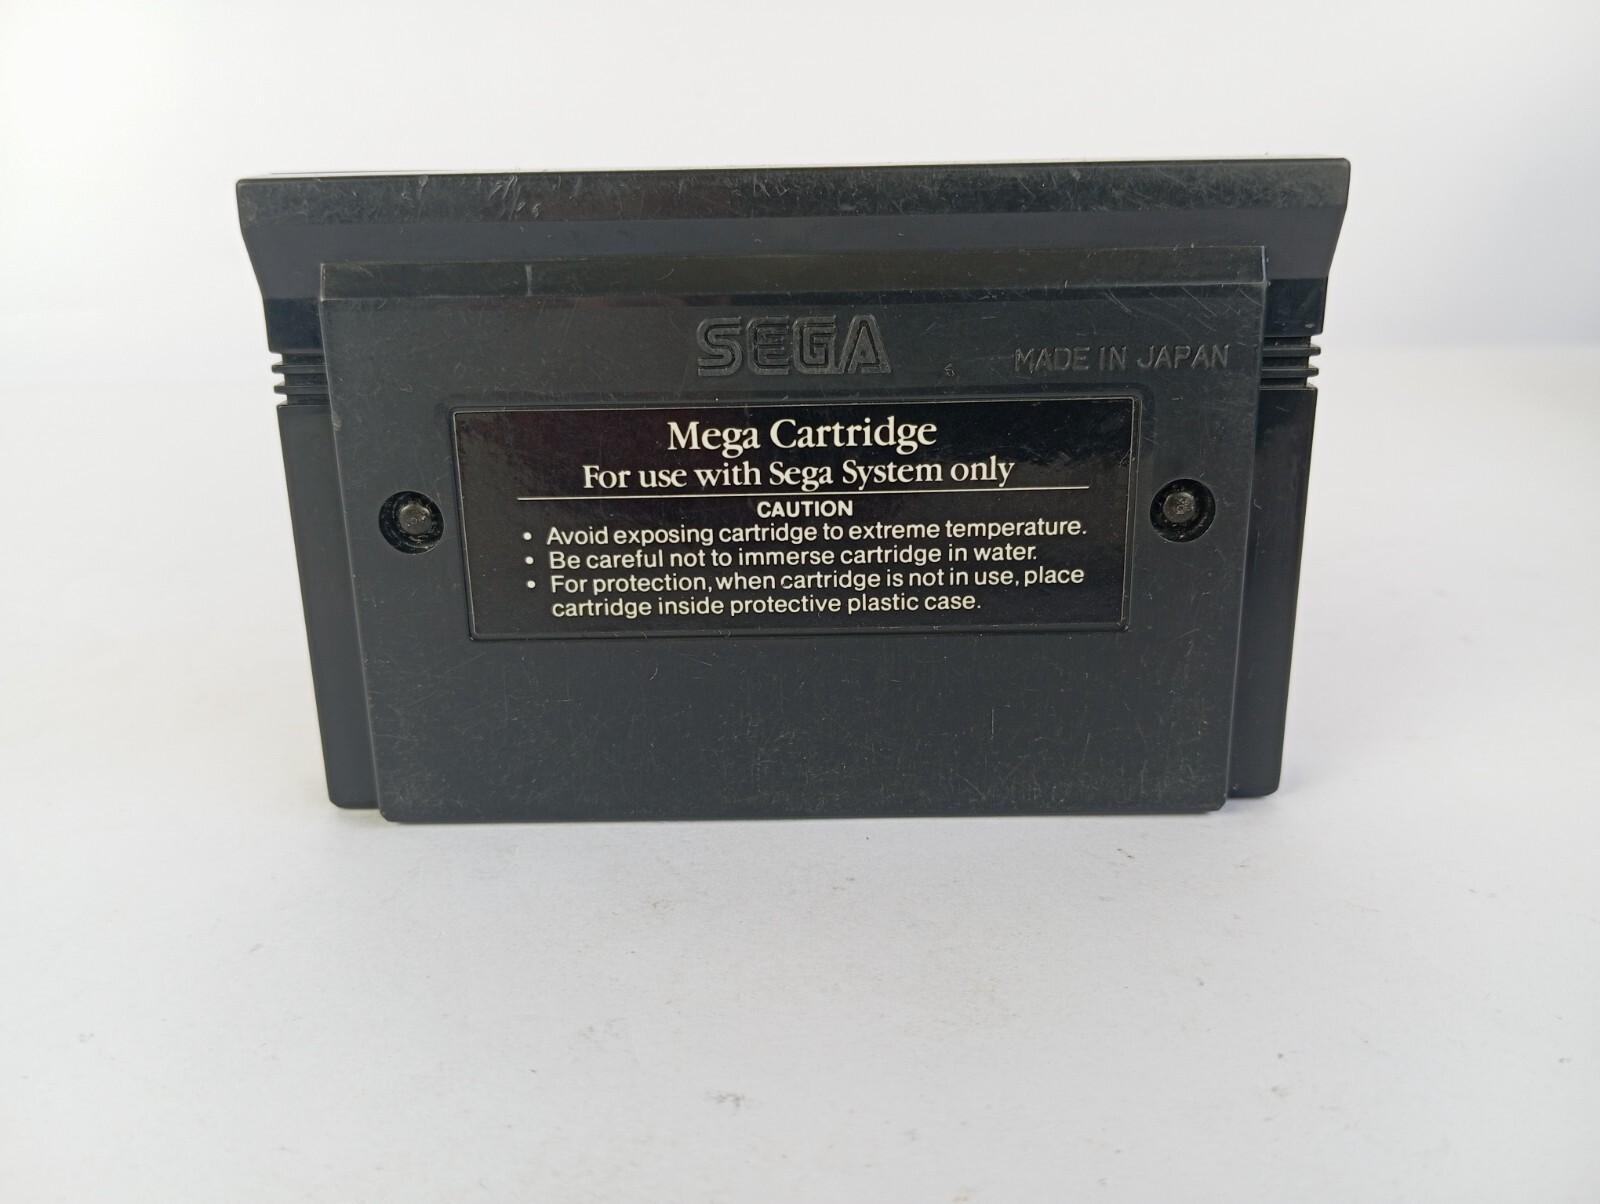 SEGA
MADE IN JAPAN
Mega Cartridge
For use with Sega System only
CAUTION
• Avoid exposing cartridge to extreme temperature.
• Be careful not to immerse cartridge in water.
• For protection, when cartridge is not in use, place
cartridge inside protective plastic case.